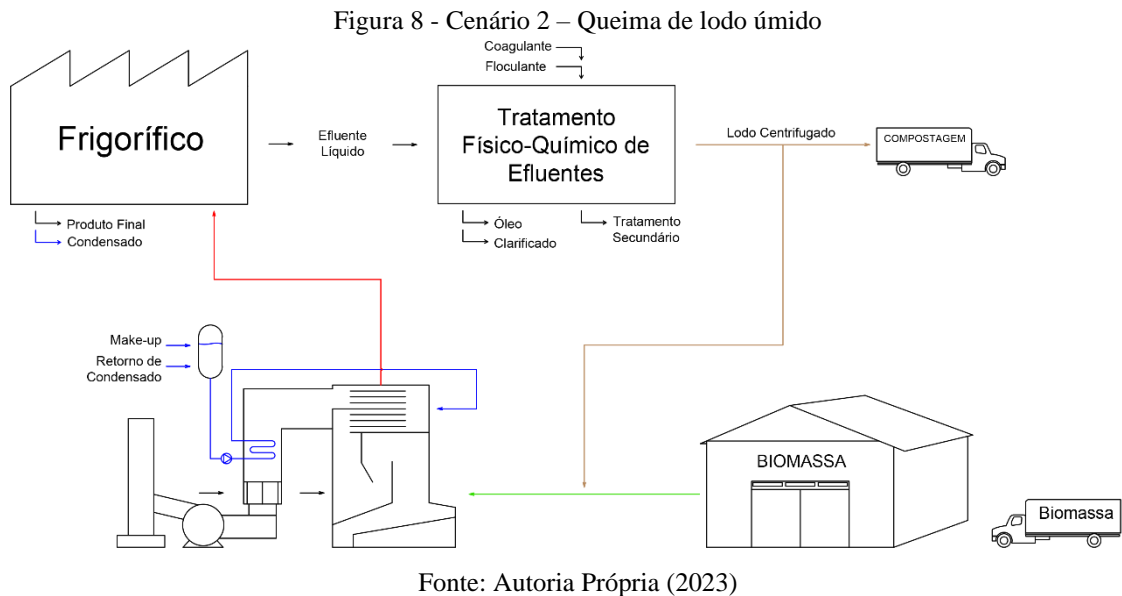 Figura 8 - Cenário 2 – Queima de lodo úmido
Coagulante
Floculante
Frigorífico
Efluente
Líquido
Tratamento
Físico-Químico de
Efluentes
Lodo Centrifugado
COMPOSTAGEM
Produto Final
Condensado
Óleo
Clarificado
Tratamento
Secundário
Make-up
Retorno de
Condensado
BIOMASSA
Biomassa
Fonte: Autoria Própria (2023)